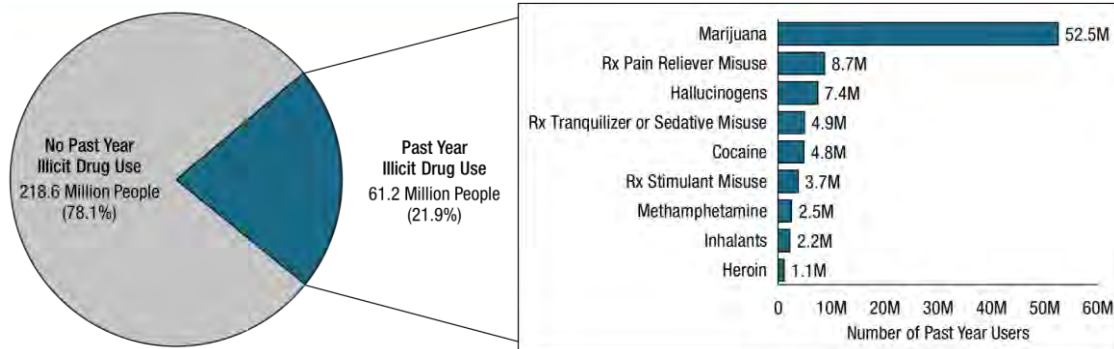 No Past Year
Illicit Drug Use
218.6 Million People
(78.1%)
Past Year
Illicit Drug Use
61.2 Million People
(21.9%)
Marijuana 52.5M
Rx Pain Reliever Misuse 8.7M
Hallucinogens 7.4M
Rx Tranquilizer or Sedative Misuse 4.9M
Cocaine 4.8M
Rx Stimulant Misuse 3.7M
Methamphetamine 2.5M
Inhalants 2.2M
Heroin 1.1M
0 10M 20M 30M 40M 50M 60M
Number of Past Year Users